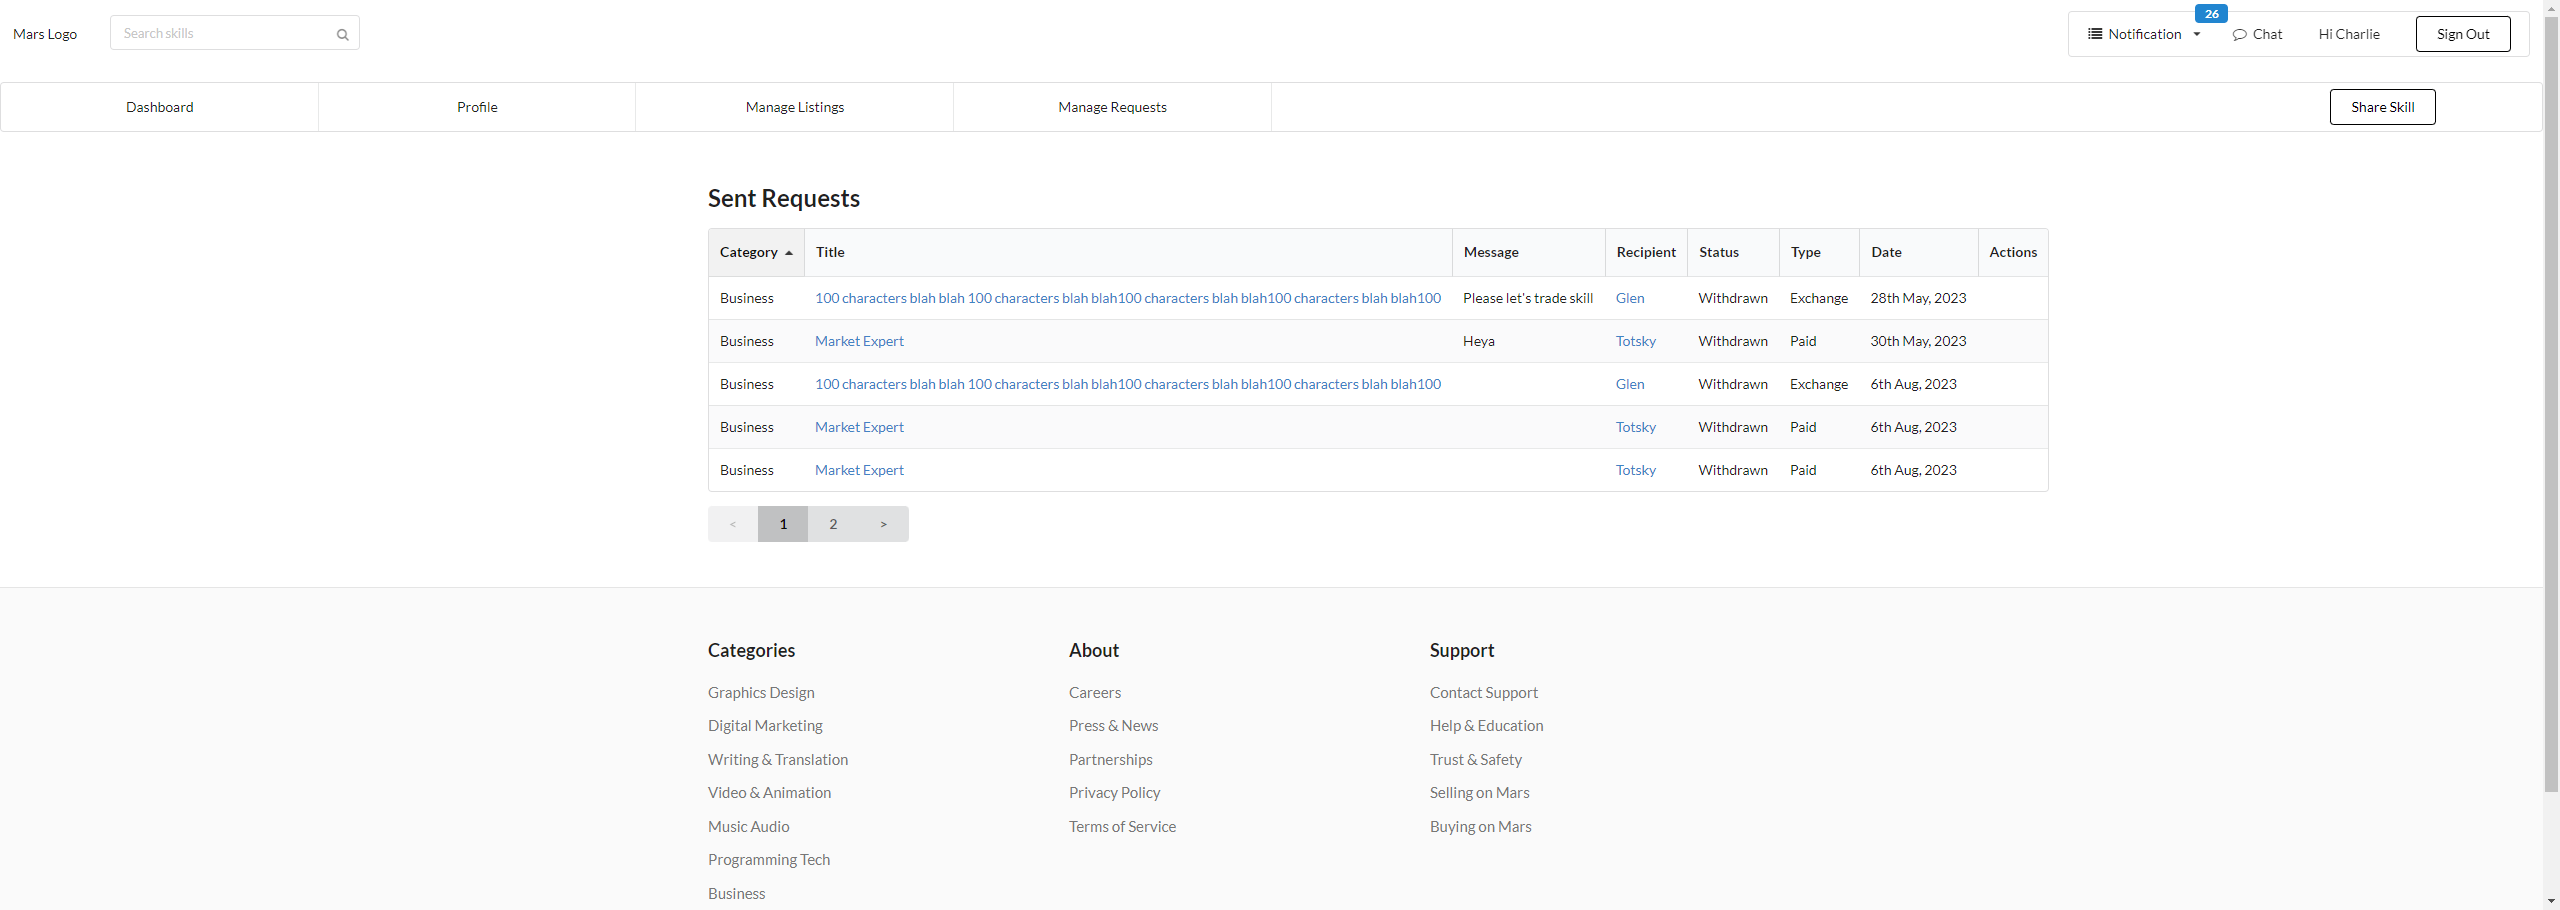 Mars Logo
Search skills
26
Notification
Chat
Hi Charlie
Sign Out
Dashboard
Profile
Manage Listings
Manage Requests
Share Skill
Sent Requests
Category Title Message Recipient Status Type Date Actions
Business 100 characters blah blah 100 characters blah blah100 characters blah blah100 characters blah blah100 Please let's trade skill Glen Withdrawn Exchange 28th May, 2023
Business Market Expert Heya Totsky Withdrawn Paid 30th May, 2023
Business 100 characters blah blah 100 characters blah blah100 characters blah blah100 characters blah blah100 Glen Withdrawn Exchange 6th Aug, 2023
Business Market Expert Totsky Withdrawn Paid 6th Aug, 2023
Business Market Expert Totsky Withdrawn Paid 6th Aug, 2023
< 1 2 >
Categories
Graphics Design
Digital Marketing
Writing & Translation
Video & Animation
Music Audio
Programming Tech
Business
About
Careers
Press & News
Partnerships
Privacy Policy
Terms of Service
Support
Contact Support
Help & Education
Trust & Safety
Selling on Mars
Buying on Mars